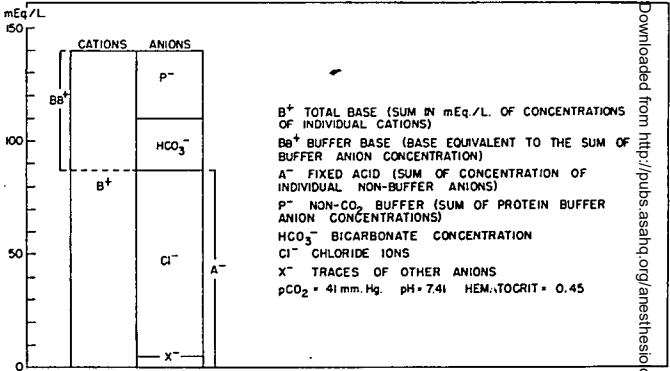 mEq/L
150
CATIONS ANIONS
P⁻
BB⁺
100
HCO₃⁻
B⁺
50
Cl⁻
A⁻
X⁻
0
B⁺ TOTAL BASE (SUM IN mEq./L. OF CONCENTRATIONS
OF INDIVIDUAL CATIONS)
BB⁺ BUFFER BASE (BASE EQUIVALENT TO THE SUM OF
BUFFER ANION CONCENTRATION)
A⁻ FIXED ACID (SUM OF CONCENTRATION OF
INDIVIDUAL NON-BUFFER ANIONS)
P⁻ NON-CO₂ BUFFER (SUM OF PROTEIN BUFFER
ANION CONCENTRATIONS)
HCO₃⁻ BICARBONATE CONCENTRATION
Cl⁻ CHLORIDE IONS
X⁻ TRACES OF OTHER ANIONS
pCO₂ = 41 mm. Hg. pH = 7.41 HEMATOCRIT = 0.45
Downloaded from http://pubs.asahq.org/anesthesio